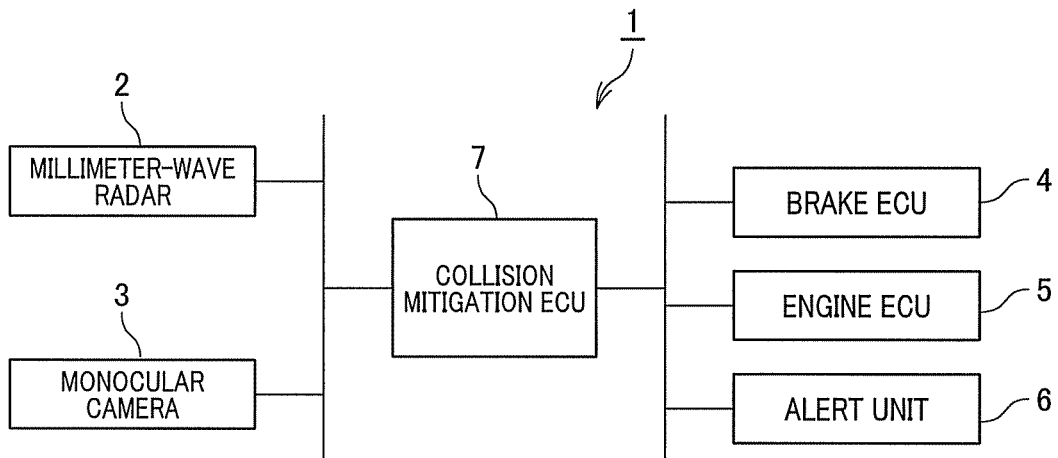 1
2
MILLIMETER-WAVE
RADAR
3
MONOCULAR
CAMERA
7
COLLISION
MITIGATION ECU
BRAKE ECU
4
ENGINE ECU
5
ALERT UNIT
6